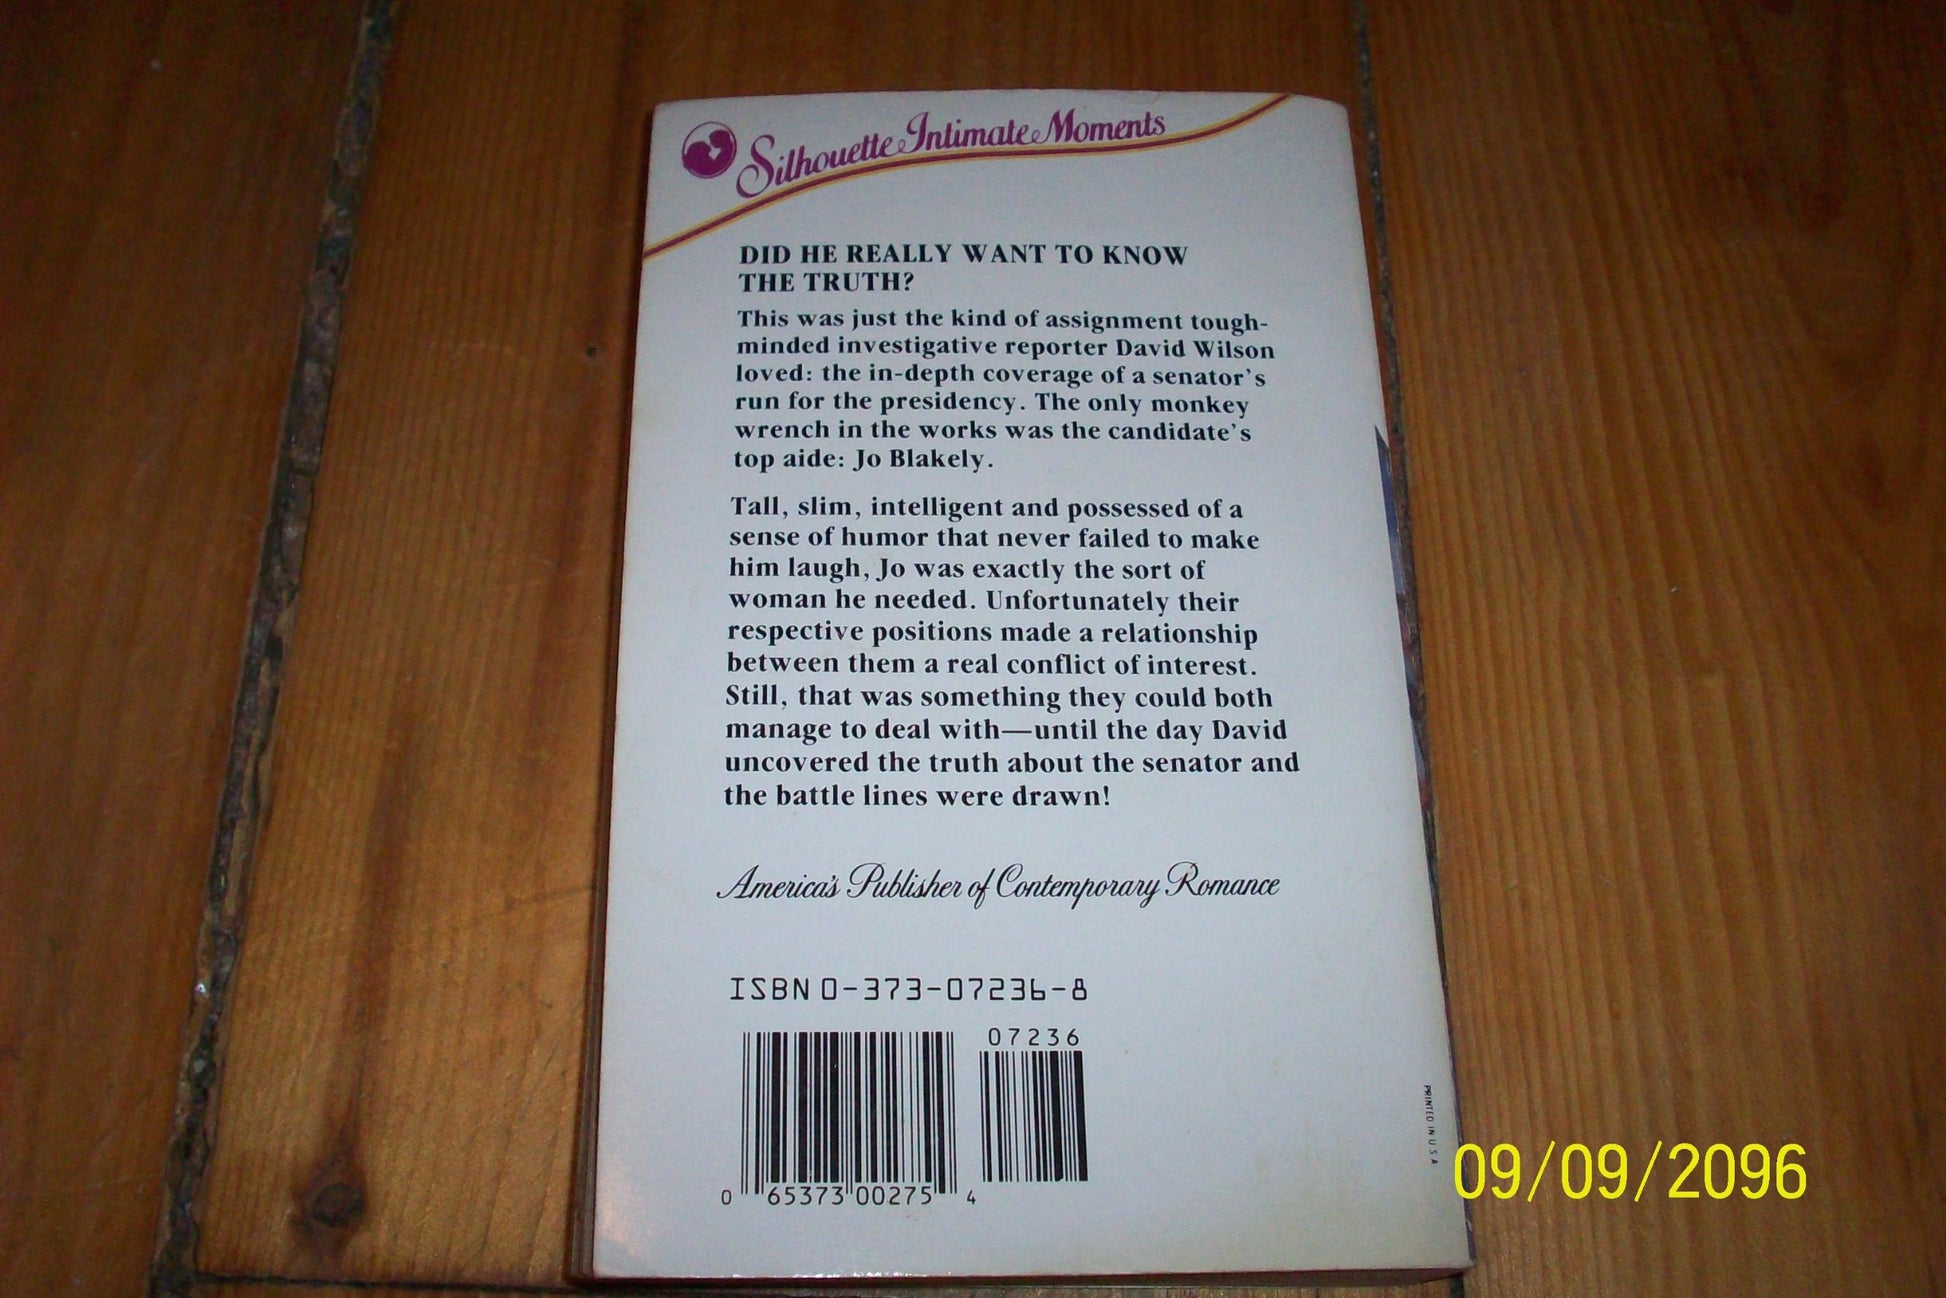 Silhouette Intimate Moments
DID HE REALLY WANT TO KNOW
THE TRUTH?
This was just the kind of assignment tough-
minded investigative reporter David Wilson
loved: the in-depth coverage of a senator's
run for the presidency. The only monkey
wrench in the works was the candidate's
top aide: Jo Blakely.
Tall, slim, intelligent and possessed of a
sense of humor that never failed to make
him laugh, Jo was exactly the sort of
woman he needed. Unfortunately their
respective positions made a relationship
between them a real conflict of interest.
Still, that was something they could both
manage to deal with—until the day David
uncovered the truth about the senator and
the battle lines were drawn!
America's Publisher of Contemporary Romance
ISBN 0-373-07236-8
07236
0 65373 00275 4
PRINTED IN U S A
09/09/2096